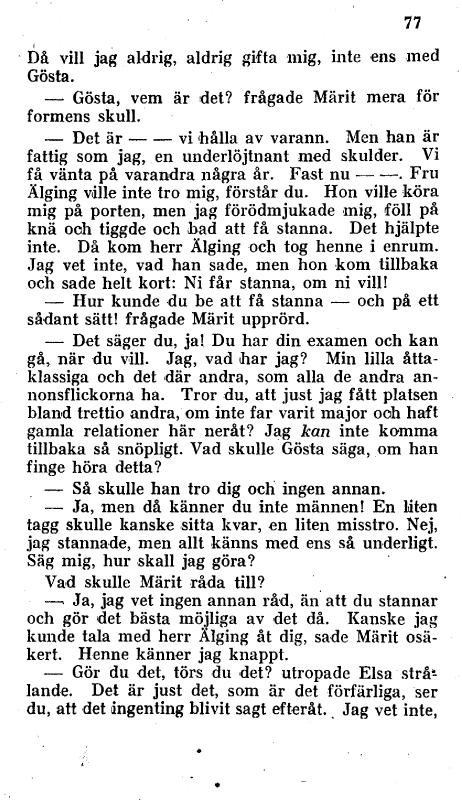 77
Då vill jag aldrig, aldrig gifta mig, inte ens med
Gösta.
— Gösta, vem är det? frågade Märit mera för
formens skull.
— Det är — — vi hålla av varann. Men han är
fattig som jag, en underlöjtnant med skulder. Vi
få vänta på varandra några år. Fast nu — —. Fru
Älging ville inte tro mig, förstår du. Hon ville köra
mig på porten, men jag förödmjukade mig, föll på
knä och tiggde och bad att få stanna. Det hjälpte
inte. Då kom herr Älging och tog henne i enrum.
Jag vet inte, vad han sade, men hon kom tillbaka
och sade helt kort: Ni får stanna, om ni vill!
— Hur kunde du be att få stanna — och på ett
sådant sätt! frågade Märit upprörd.
— Det säger du, ja! Du har din examen och kan
gå, när du vill. Jag, vad har jag? Min lilla åtta-
klassiga och det där andra, som alla de andra an-
nonsflickorna ha. Tror du, att just jag fått platsen
bland trettio andra, om inte far varit major och haft
gamla relationer här neråt? Jag kan inte komma
tillbaka så snöpligt. Vad skulle Gösta säga, om han
finge höra detta?
— Så skulle han tro dig och ingen annan.
— Ja, men då känner du inte männen! En liten
tagg skulle kanske sitta kvar, en liten misstro. Nej,
jag stannade, men allt känns med ens så underligt.
Säg mig, hur skall jag göra?
Vad skulle Märit råda till?
— Ja, jag vet ingen annan råd, än att du stannar
och gör det bästa möjliga av det då. Kanske jag
kunde tala med herr Älging åt dig, sade Märit osä-
kert. Henne känner jag knappt.
— Gör du det, törs du det? utropade Elsa strå-
lande. Det är just det, som är det förfärliga, ser
du, att det ingenting blivit sagt efteråt. Jag vet inte,